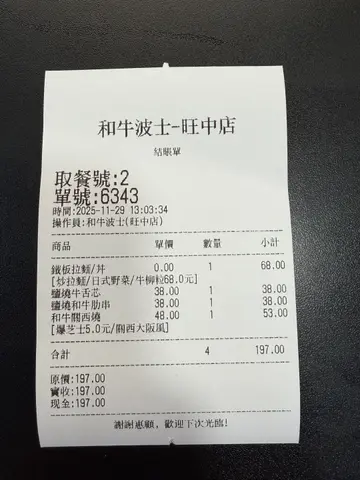 和牛波士-旺中店
結賬單
取餐號:2
單號:6343
時間:2025-11-29 13:03:34
操作員:和牛波士(旺中店)
商品 單價 數量 小計
鐵板拉麵/丼 0.00 1 68.00
[炒拉麵/日式野菜/牛柳粒68.0元]
鹽燒牛舌芯 38.00 1 38.00
鹽燒和牛肋串 38.00 1 38.00
和牛關西燒 48.00 1 53.00
[爆芝士5.0元/關西大阪風]
合計 4 197.00
原價:197.00
實收:197.00
现金:197.00
謝謝惠顧，歡迎下次光臨!